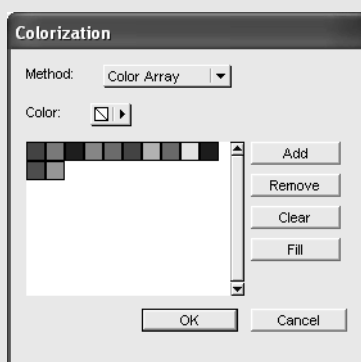 Colorization
Method: Color Array
Color:
Add
Remove
Clear
Fill
OK Cancel